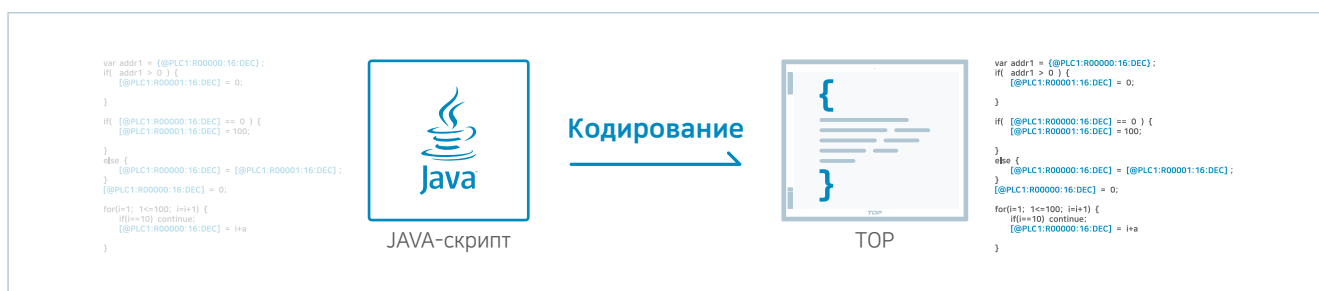 var addr1 = {@PLC1:R00000:16:DEC} ;
if( addr1 > 0 ) {
[@PLC1:R00001:16:DEC] = 0;
}
if( [@PLC1:R00000:16:DEC] == 0 ) {
[@PLC1:R00001:16:DEC] = 100;
}
else {
[@PLC1:R00000:16:DEC] = [@PLC1:R00001:16:DEC] ;
}
[@PLC1:R00000:16:DEC] = 0;
for(i=1; 1<=100; i=i+1) {
if(i==10) continue;
[@PLC1:R00000:16:DEC] = i+a
}
Java
JAVA-скрипт
Кодирование
{
}
TOP
TOP
var addr1 = {@PLC1:R00000:16:DEC} ;
if( addr1 > 0 ) {
[@PLC1:R00001:16:DEC] = 0;
}
if( [@PLC1:R00000:16:DEC] == 0 ) {
[@PLC1:R00001:16:DEC] = 100;
}
else {
[@PLC1:R00000:16:DEC] = [@PLC1:R00001:16:DEC] ;
}
[@PLC1:R00000:16:DEC] = 0;
for(i=1; 1<=100; i=i+1) {
if(i==10) continue;
[@PLC1:R00000:16:DEC] = i+a
}